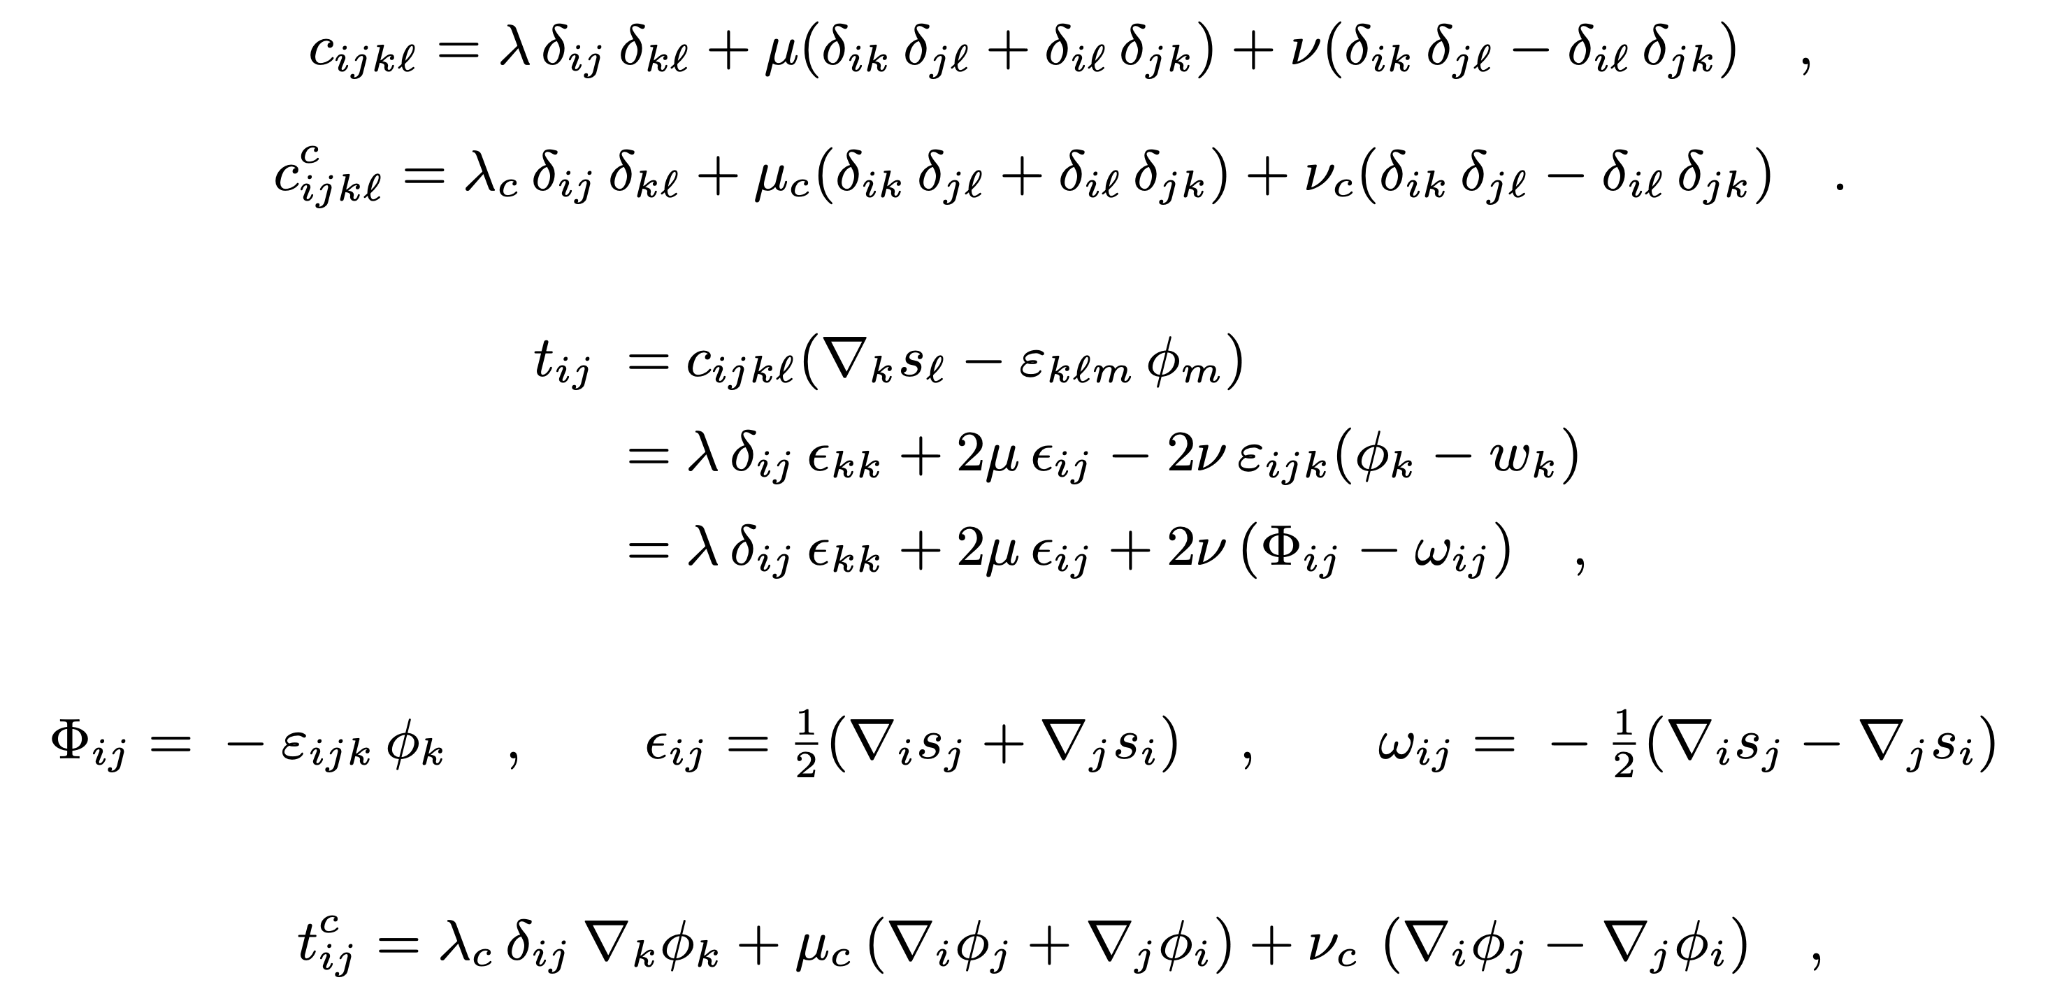 c_{ijkℓ} = λ δ_{ij} δ_{kℓ} + μ(δ_{ik} δ_{jℓ} + δ_{iℓ} δ_{jk}) + ν(δ_{ik} δ_{jℓ} − δ_{iℓ} δ_{jk}) ,
c^c_{ijkℓ} = λ_c δ_{ij} δ_{kℓ} + μ_c(δ_{ik} δ_{jℓ} + δ_{iℓ} δ_{jk}) + ν_c(δ_{ik} δ_{jℓ} − δ_{iℓ} δ_{jk}) .
t_{ij} = c_{ijkℓ}(∇_k s_ℓ − ε_{kℓm} ϕ_m)
= λ δ_{ij} ϵ_{kk} + 2μ ϵ_{ij} − 2ν ε_{ijk}(ϕ_k − w_k)
= λ δ_{ij} ϵ_{kk} + 2μ ϵ_{ij} + 2ν (Φ_{ij} − ω_{ij}) ,
Φ_{ij} = − ε_{ijk} ϕ_k , ϵ_{ij} = \frac{1}{2}(∇_i s_j + ∇_j s_i) , ω_{ij} = − \frac{1}{2}(∇_i s_j − ∇_j s_i)
t^c_{ij} = λ_c δ_{ij} ∇_k ϕ_k + μ_c (∇_i ϕ_j + ∇_j ϕ_i) + ν_c (∇_i ϕ_j − ∇_j ϕ_i) ,